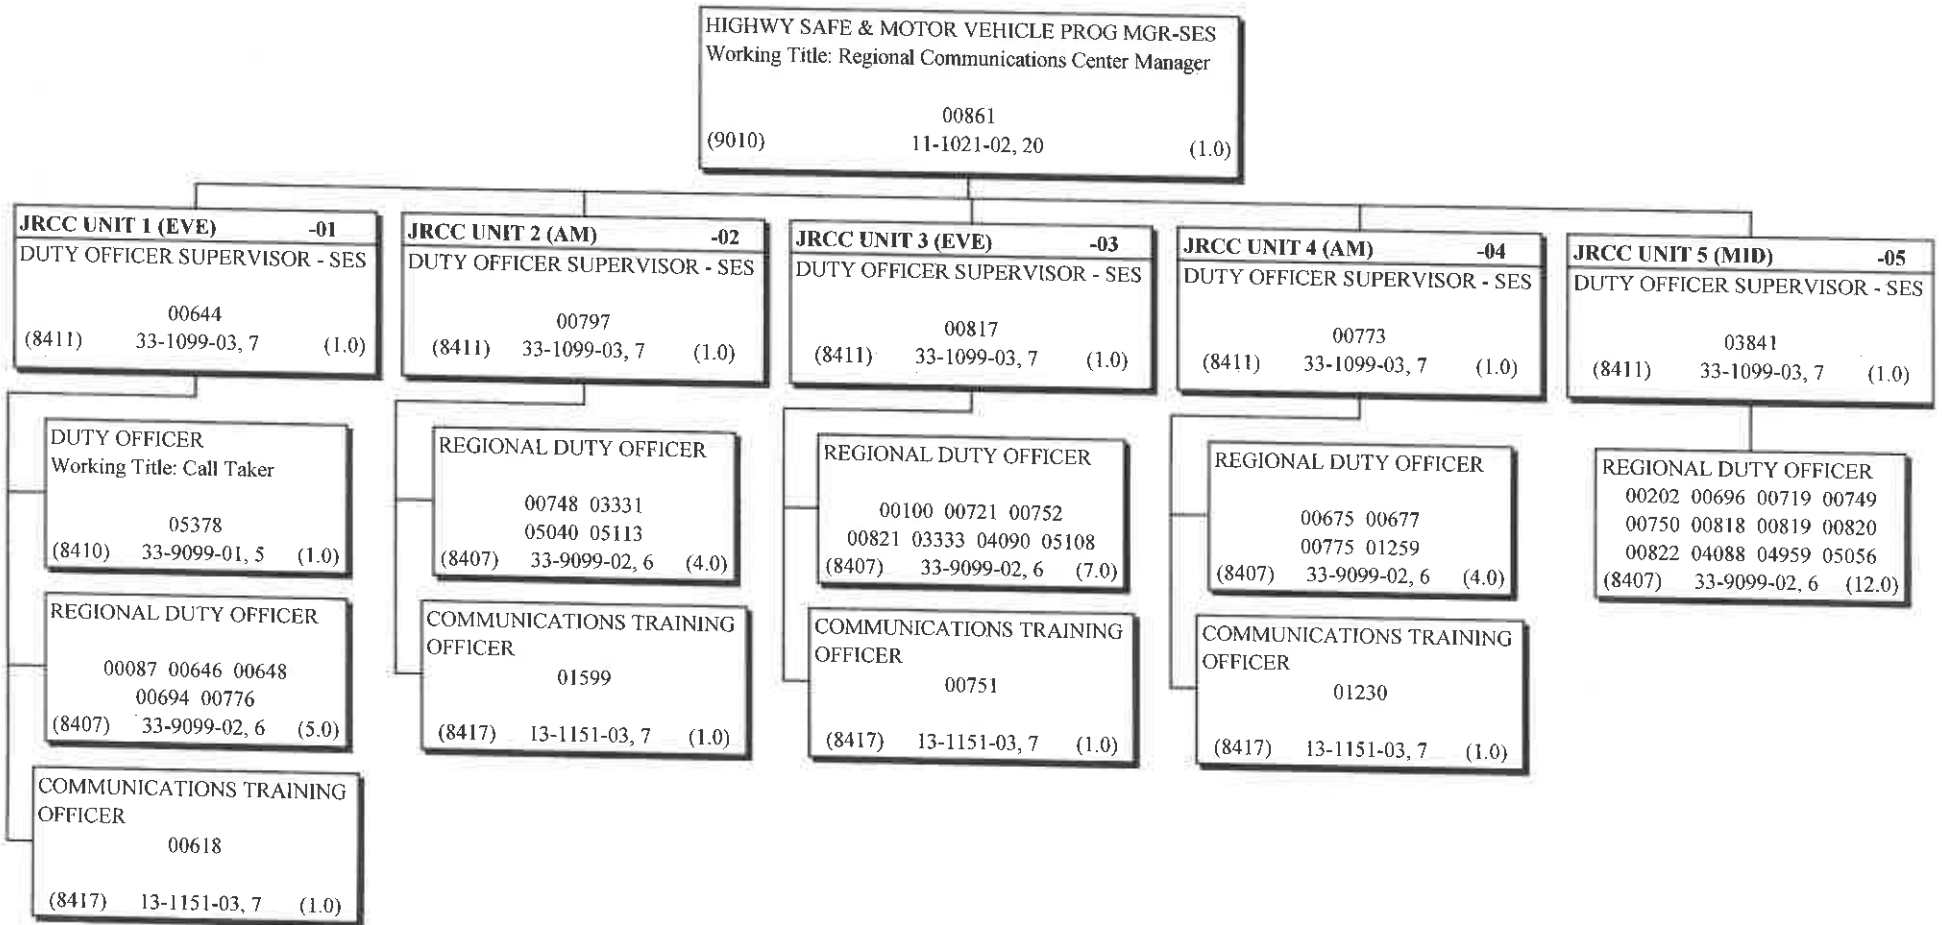 HIGHWY SAFE & MOTOR VEHICLE PROG MGR-SES
Working Title: Regional Communications Center Manager
00861
(9010) 11-1021-02, 20 (1.0)
JRCC UNIT 1 (EVE) -01
DUTY OFFICER SUPERVISOR - SES
00644
(8411) 33-1099-03, 7 (1.0)
DUTY OFFICER
Working Title: Call Taker
05378
(8410) 33-9099-01, 5 (1.0)
REGIONAL DUTY OFFICER
00087 00646 00648
00694 00776
(8407) 33-9099-02, 6 (5.0)
COMMUNICATIONS TRAINING
OFFICER
00618
(8417) 13-1151-03, 7 (1.0)
JRCC UNIT 2 (AM) -02
DUTY OFFICER SUPERVISOR - SES
00797
(8411) 33-1099-03, 7 (1.0)
REGIONAL DUTY OFFICER
00748 03331
05040 05113
(8407) 33-9099-02, 6 (4.0)
COMMUNICATIONS TRAINING
OFFICER
01599
(8417) 13-1151-03, 7 (1.0)
JRCC UNIT 3 (EVE) -03
DUTY OFFICER SUPERVISOR - SES
00817
(8411) 33-1099-03, 7 (1.0)
REGIONAL DUTY OFFICER
00100 00721 00752
00821 03333 04090 05108
(8407) 33-9099-02, 6 (7.0)
COMMUNICATIONS TRAINING
OFFICER
00751
(8417) 13-1151-03, 7 (1.0)
JRCC UNIT 4 (AM) -04
DUTY OFFICER SUPERVISOR - SES
00773
(8411) 33-1099-03, 7 (1.0)
REGIONAL DUTY OFFICER
00675 00677
00775 01259
(8407) 33-9099-02, 6 (4.0)
COMMUNICATIONS TRAINING
OFFICER
01230
(8417) 13-1151-03, 7 (1.0)
JRCC UNIT 5 (MID) -05
DUTY OFFICER SUPERVISOR - SES
03841
(8411) 33-1099-03, 7 (1.0)
REGIONAL DUTY OFFICER
00202 00696 00719 00749
00750 00818 00819 00820
00822 04088 04959 05056
(8407) 33-9099-02, 6 (12.0)